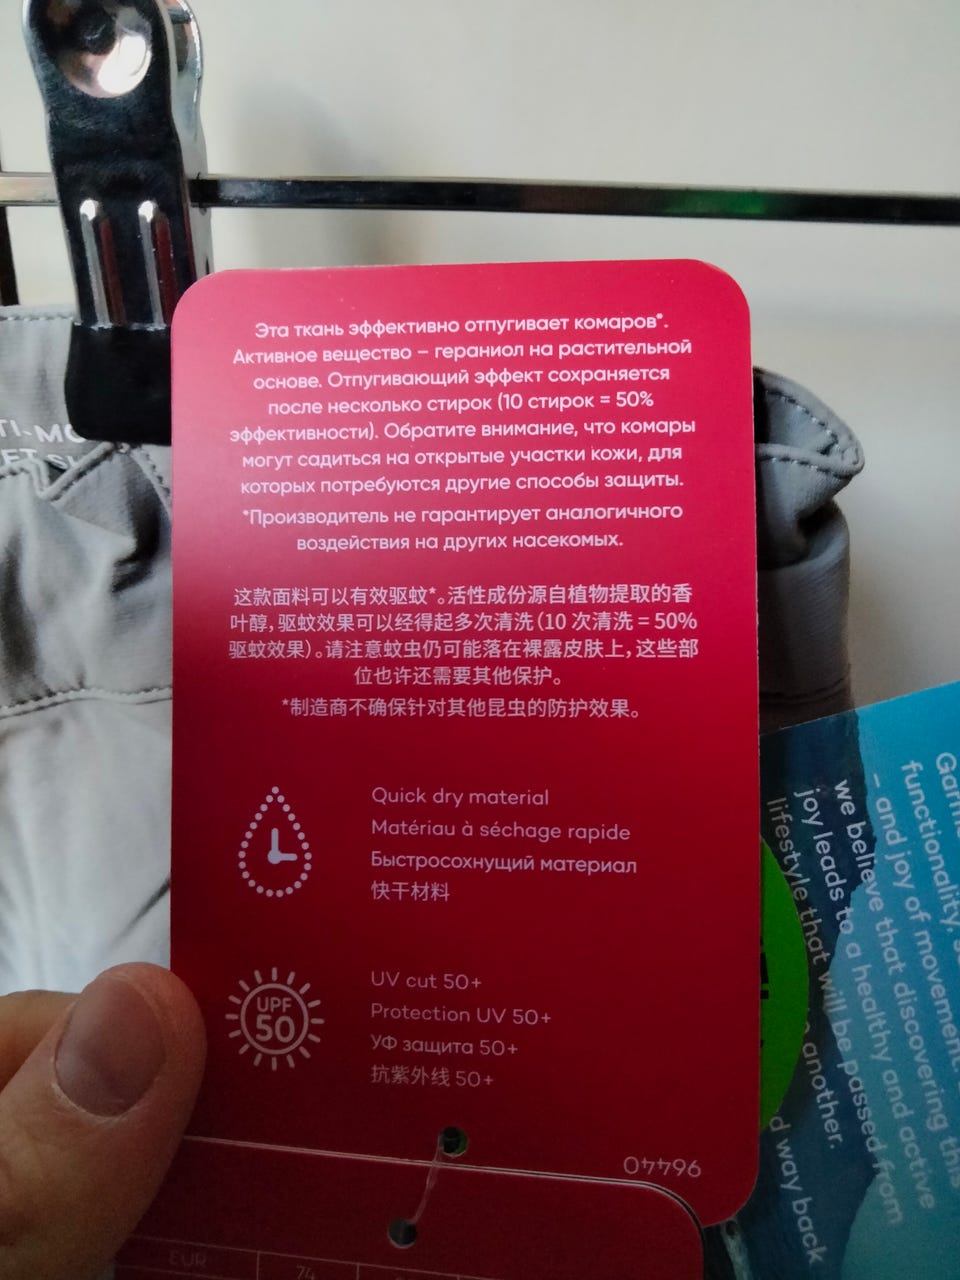 Эта ткань эффективно отпугивает комаров*.
Активное вещество – гераниол на растительной
основе. Отпугивающий эффект сохраняется
после несколько стирок (10 стирок = 50%
эффективности). Обратите внимание, что комары
могут садиться на открытые участки кожи, для
которых потребуются другие способы защиты.
*Производитель не гарантирует аналогичного
воздействия на других насекомых.
这款面料可以有效驱蚊*。活性成份源自植物提取的香
叶醇，驱蚊效果可以经得起多次清洗（10 次清洗 = 50%
驱蚊效果）。请注意蚊虫仍可能落在裸露皮肤上，这些部
位也许还需要其他保护。
*制造商不确保针对其他昆虫的防护效果。
Quick dry material
Matériau à séchage rapide
Быстросохнущий материал
快干材料
UPF
50
UV cut 50+
Protection UV 50+
УФ защита 50+
抗紫外线 50+
04496
EUR
74
functionality,
– and joy of movement.
we believe that discovering this
joy leads to a healthy and active
lifestyle that will be passed from
another.
way back